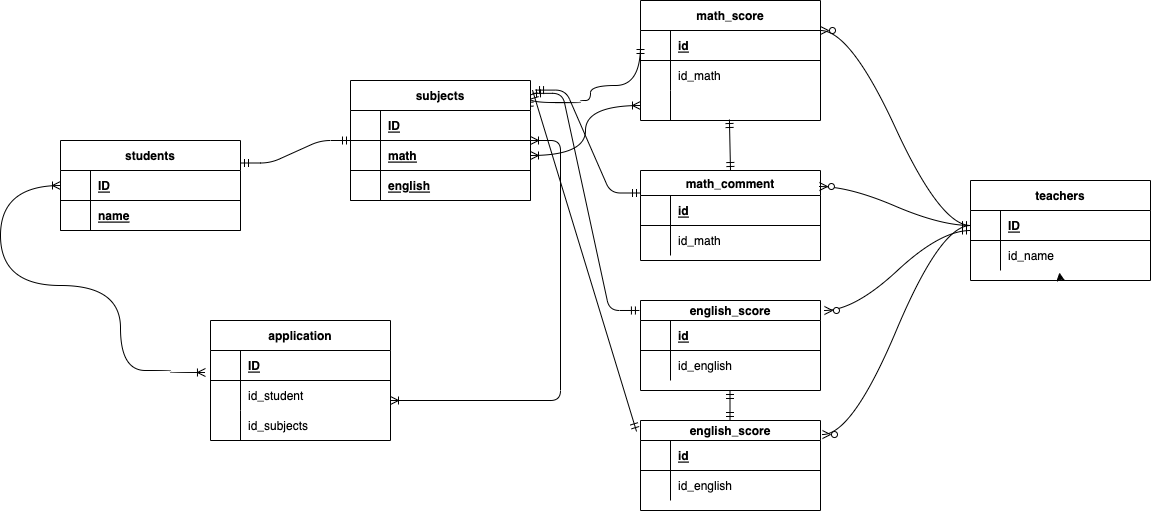 students
ID
name
subjects
ID
math
english
application
ID
id_student
id_subjects
math_score
id
id_math
math_comment
id
id_math
english_score
id
id_english
english_score
id
id_english
teachers
ID
id_name